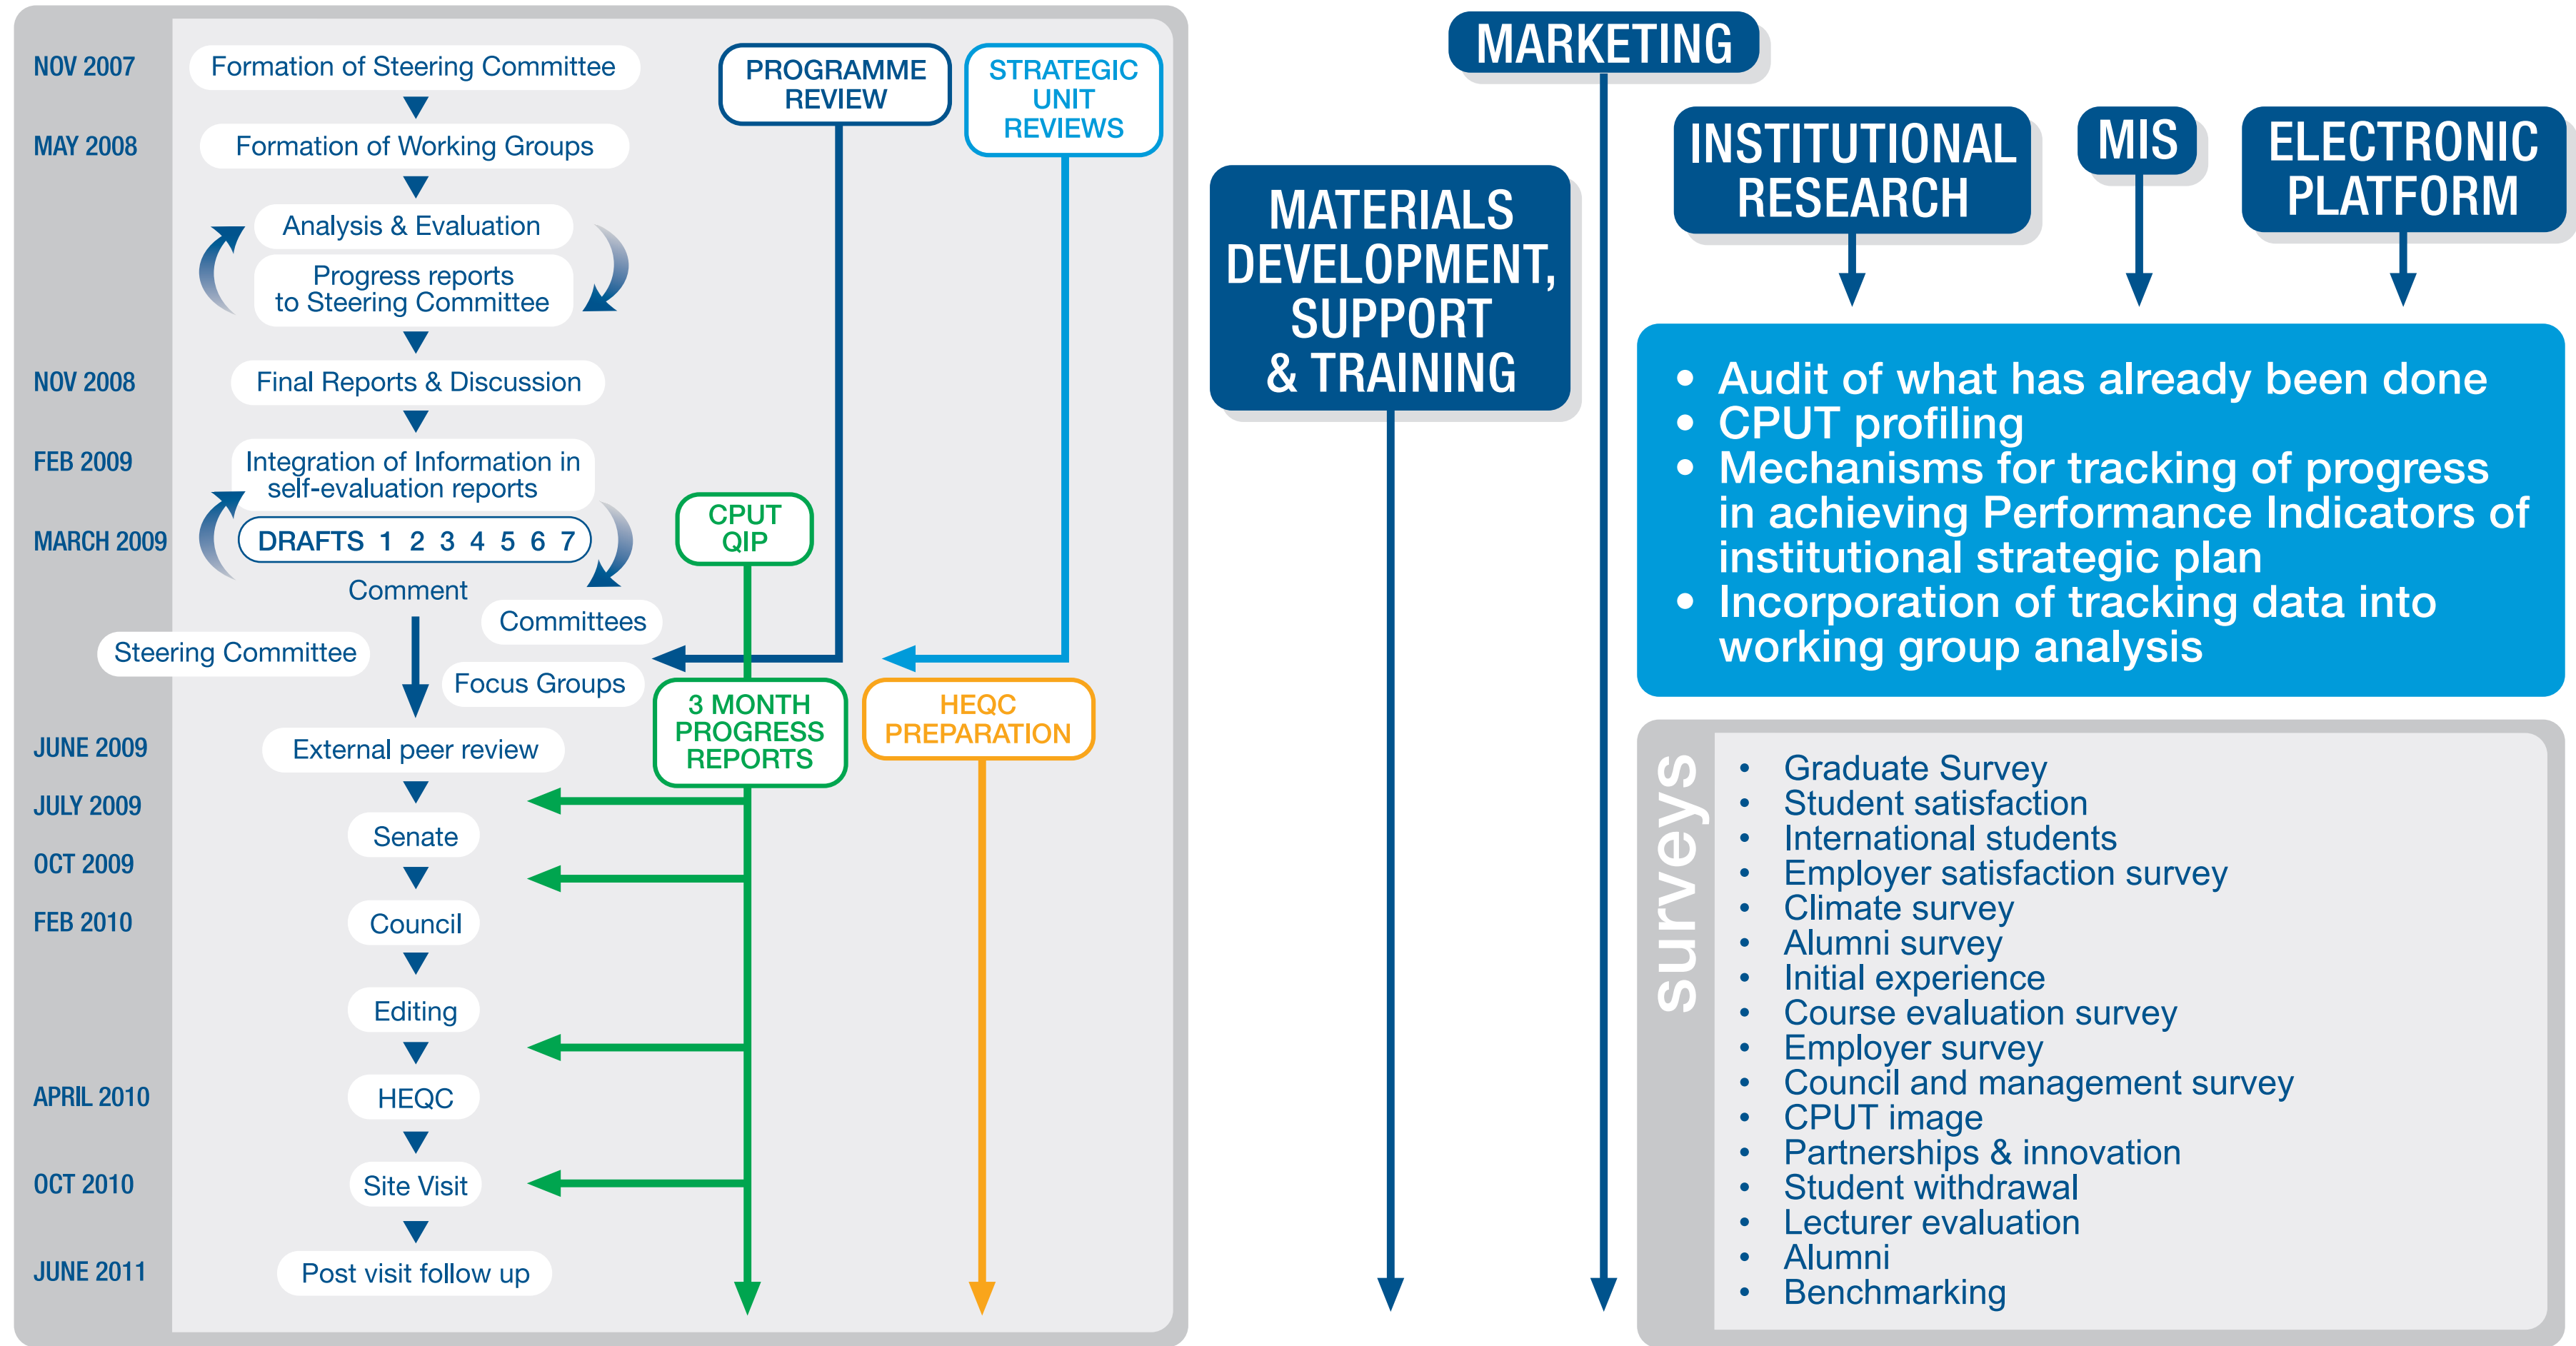 NOV 2007
Formation of Steering Committee
MAY 2008
Formation of Working Groups
Analysis & Evaluation
Progress reports
to Steering Committee
NOV 2008
Final Reports & Discussion
FEB 2009
Integration of Information in
self-evaluation reports
MARCH 2009
DRAFTS 1 2 3 4 5 6 7
Comment
Committees
Steering Committee
Focus Groups
JUNE 2009
External peer review
JULY 2009
Senate
OCT 2009
FEB 2010
Council
Editing
APRIL 2010
HEQC
OCT 2010
Site Visit
JUNE 2011
Post visit follow up
PROGRAMME
REVIEW
STRATEGIC
UNIT
REVIEWS
CPUT
QIP
3 MONTH
PROGRESS
REPORTS
HEQC
PREPARATION
MATERIALS
DEVELOPMENT,
SUPPORT
& TRAINING
MARKETING
INSTITUTIONAL
RESEARCH
MIS
ELECTRONIC
PLATFORM
• Audit of what has already been done
• CPUT profiling
• Mechanisms for tracking of progress
in achieving Performance Indicators of
institutional strategic plan
• Incorporation of tracking data into
working group analysis
surveys
• Graduate Survey
• Student satisfaction
• International students
• Employer satisfaction survey
• Climate survey
• Alumni survey
• Initial experience
• Course evaluation survey
• Employer survey
• Council and management survey
• CPUT image
• Partnerships & innovation
• Student withdrawal
• Lecturer evaluation
• Alumni
• Benchmarking